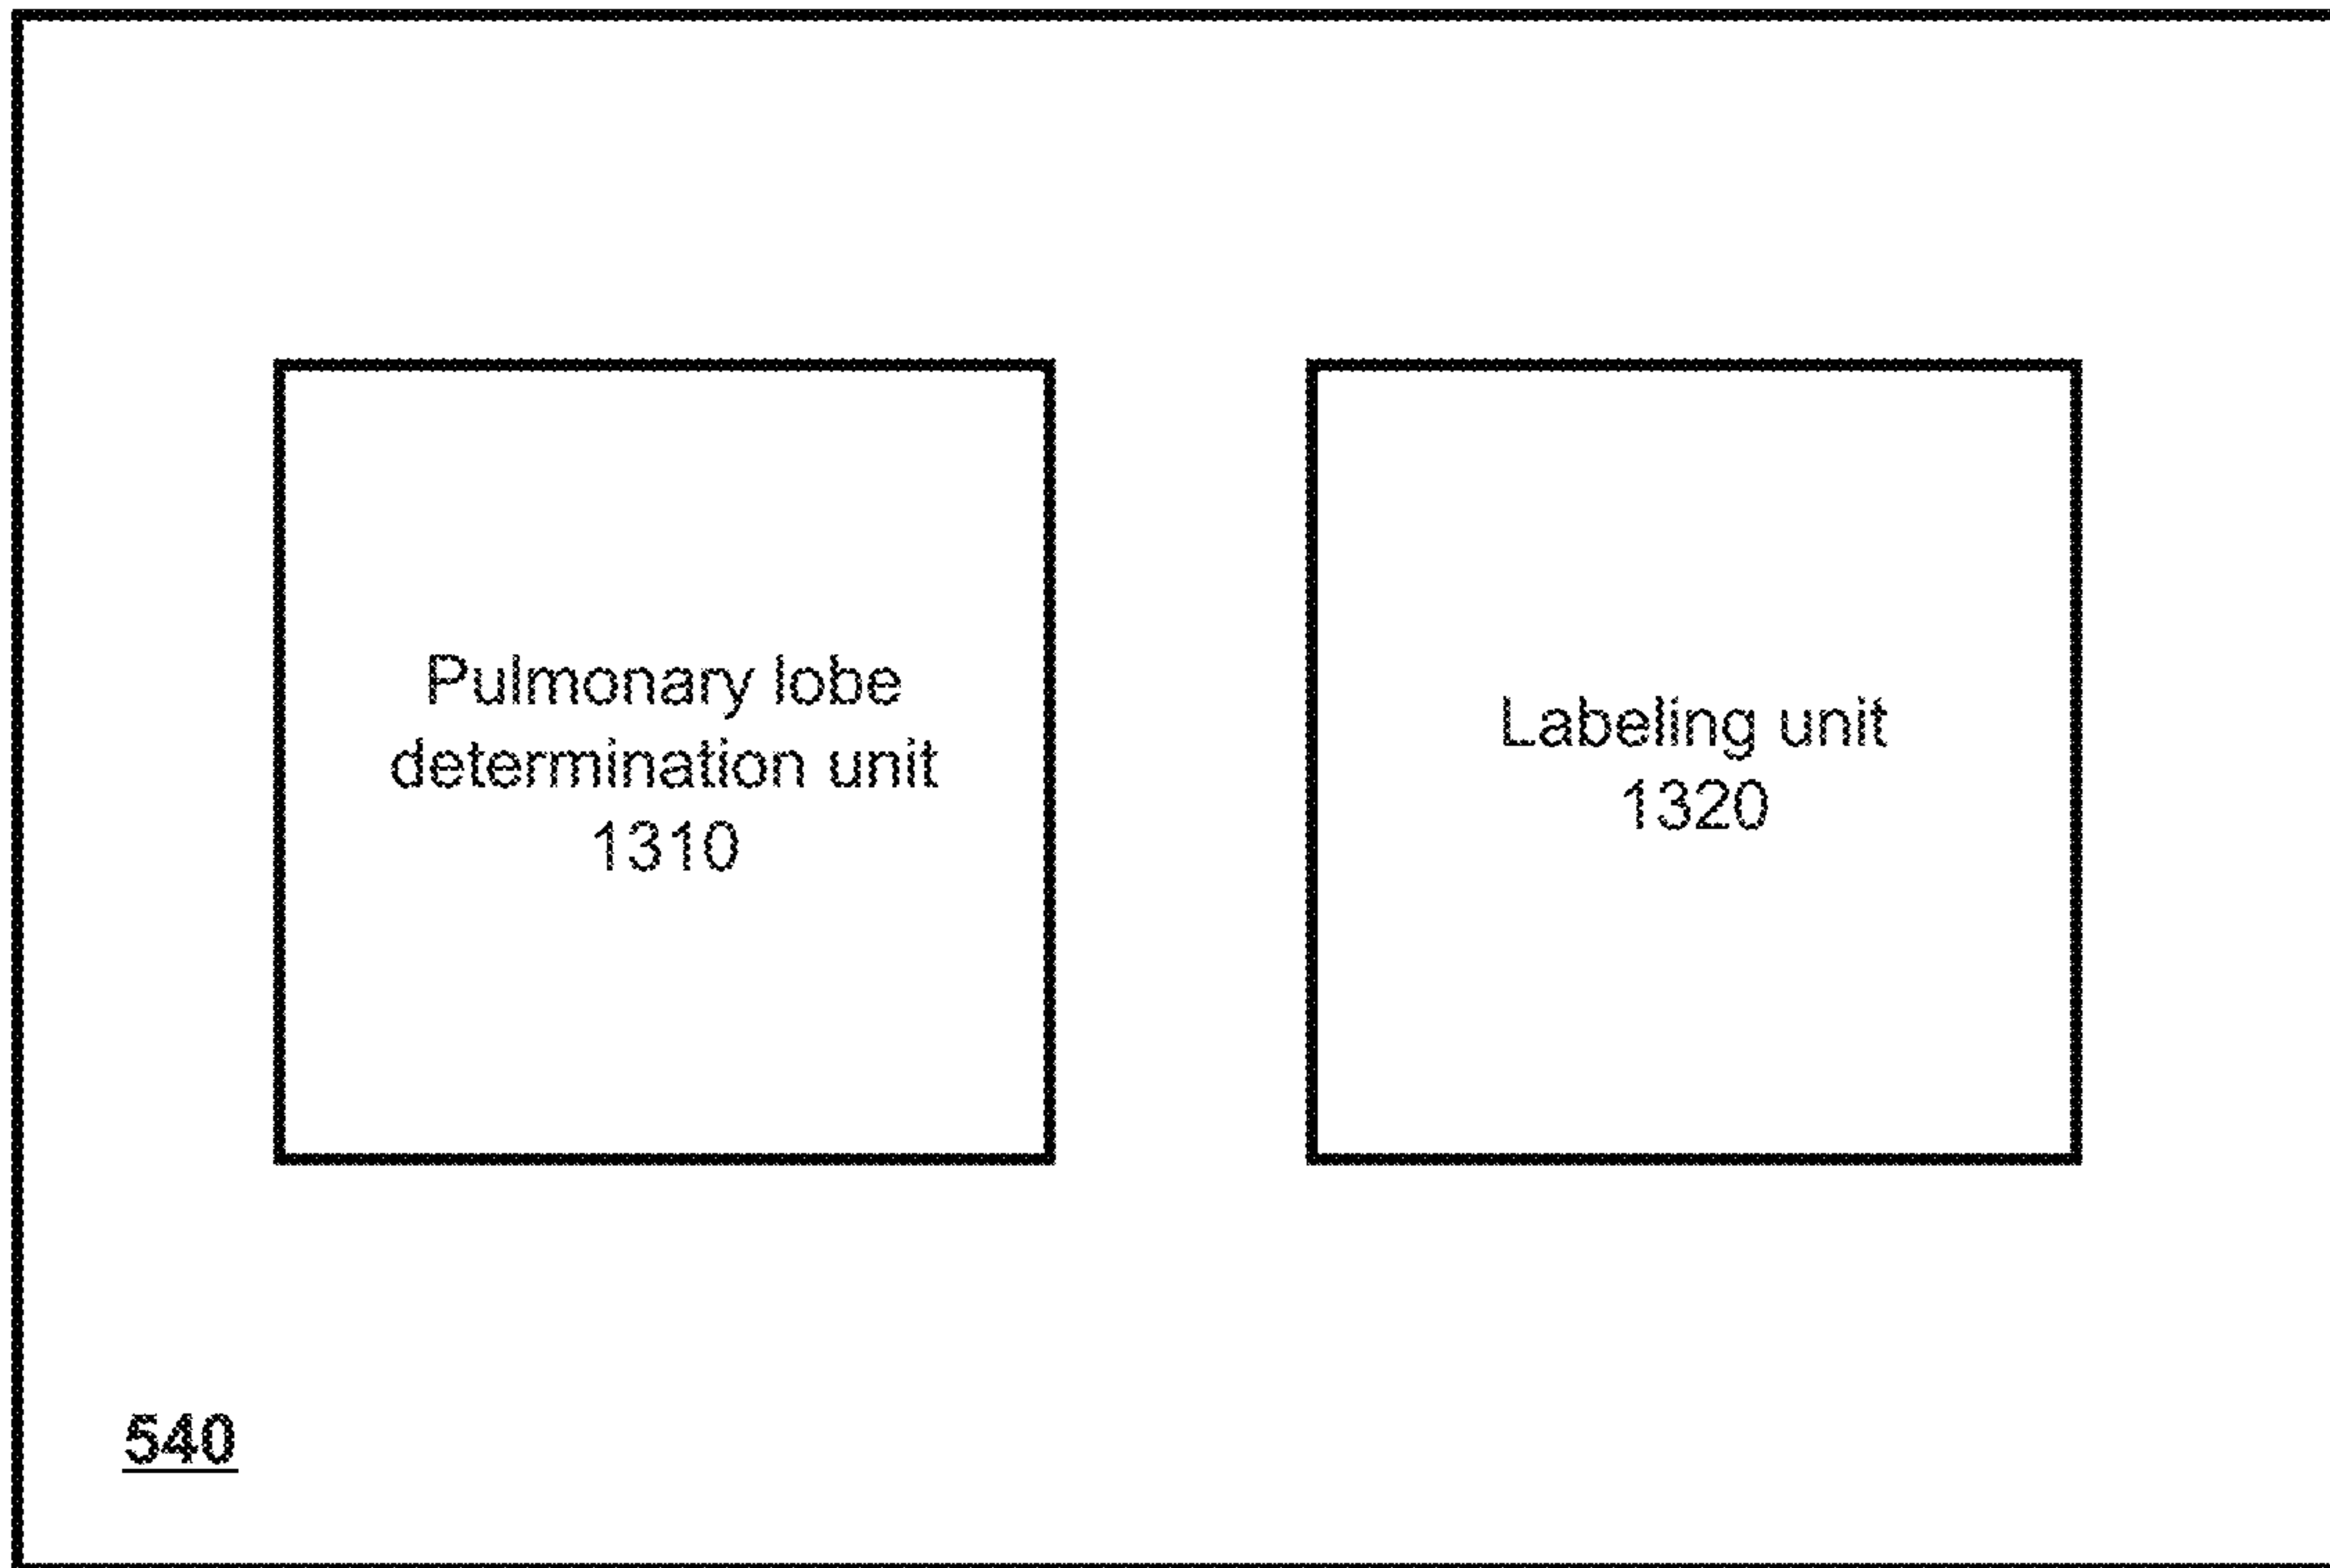 Pulmonary lobe
determination unit
1310
Labeling unit
1320
540